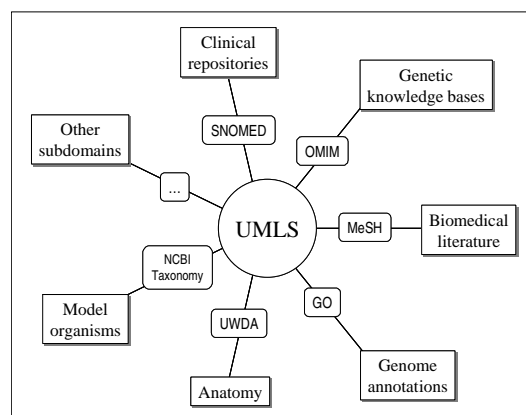 Clinical
repositories
Genetic
knowledge bases
SNOMED
Other
subdomains
OMIM
...
UMLS
MeSH
Biomedical
literature
NCBI
Taxonomy
Model
organisms
GO
UWDA
Genome
annotations
Anatomy